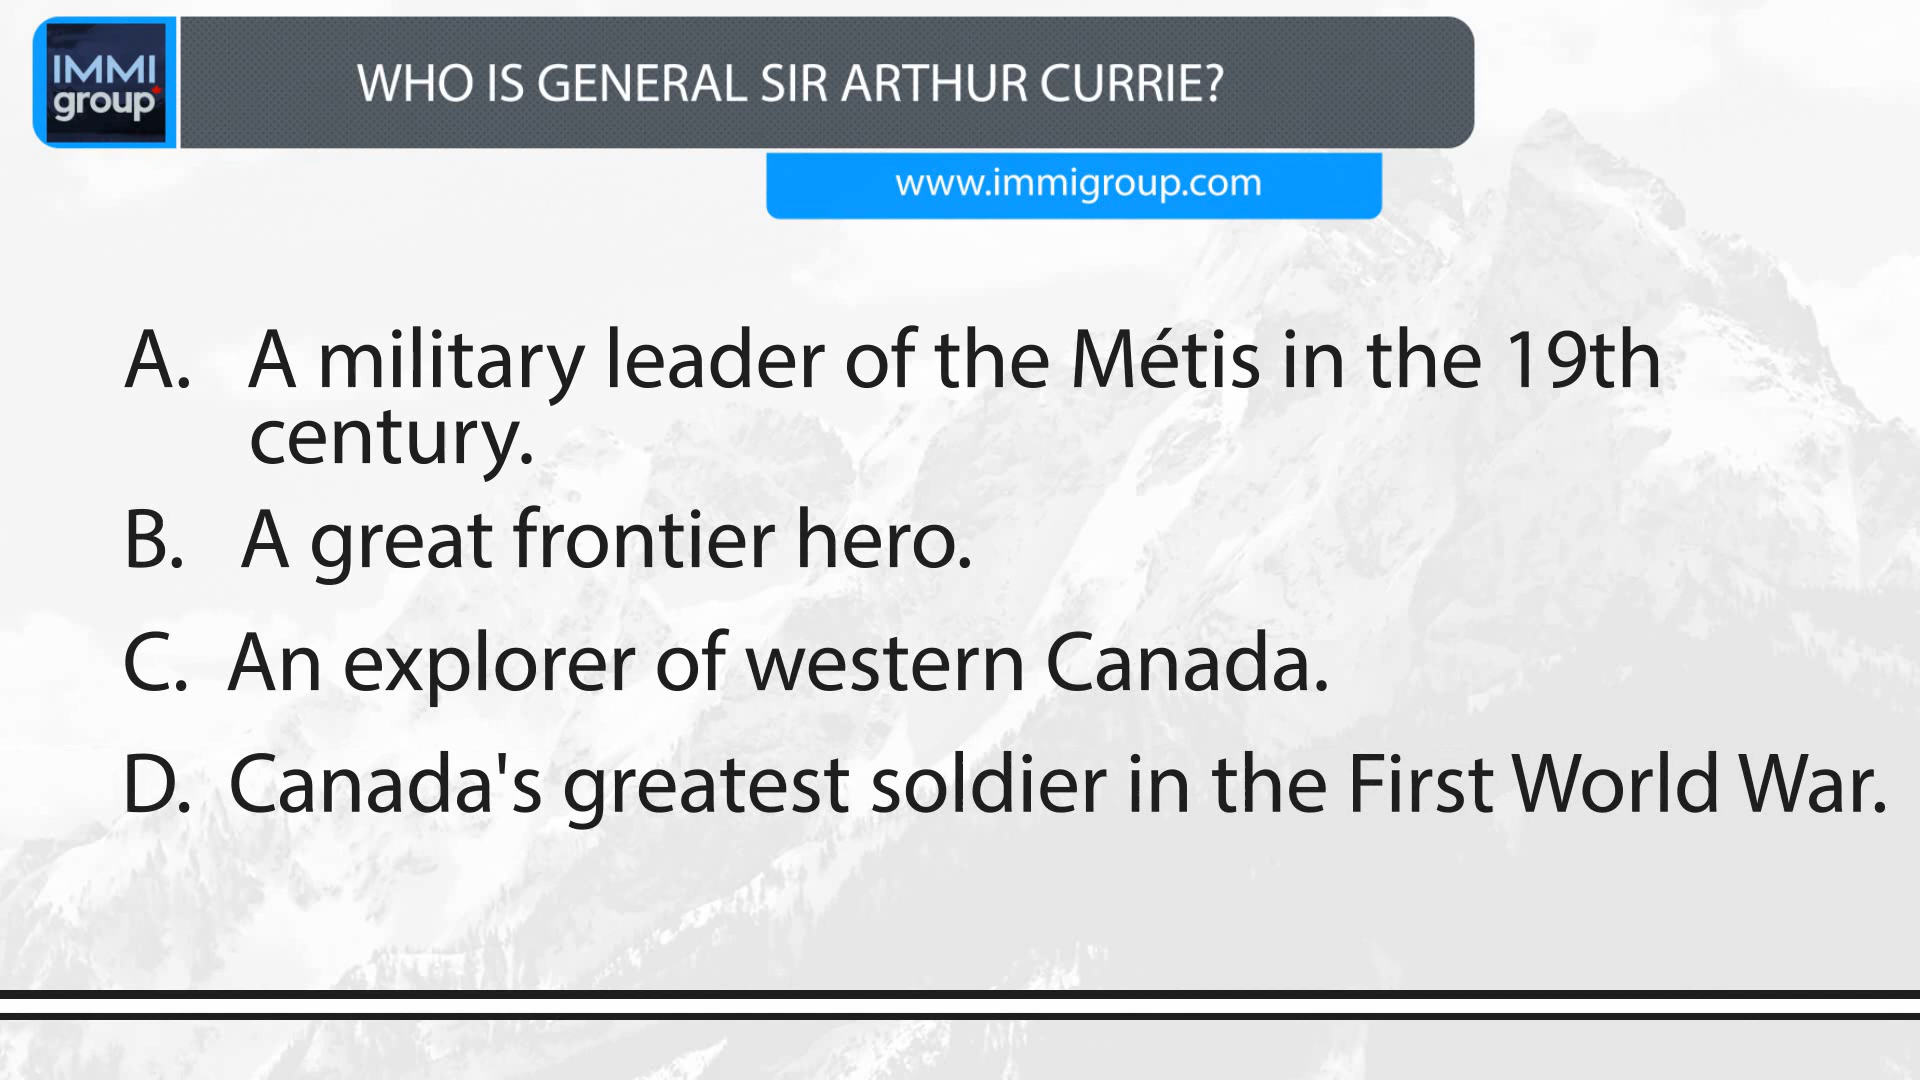 IMMI
group
WHO IS GENERAL SIR ARTHUR CURRIE?
www.immigroup.com
A. A military leader of the Métis in the 19th
century.
B. A great frontier hero.
C. An explorer of western Canada.
D. Canada's greatest soldier in the First World War.